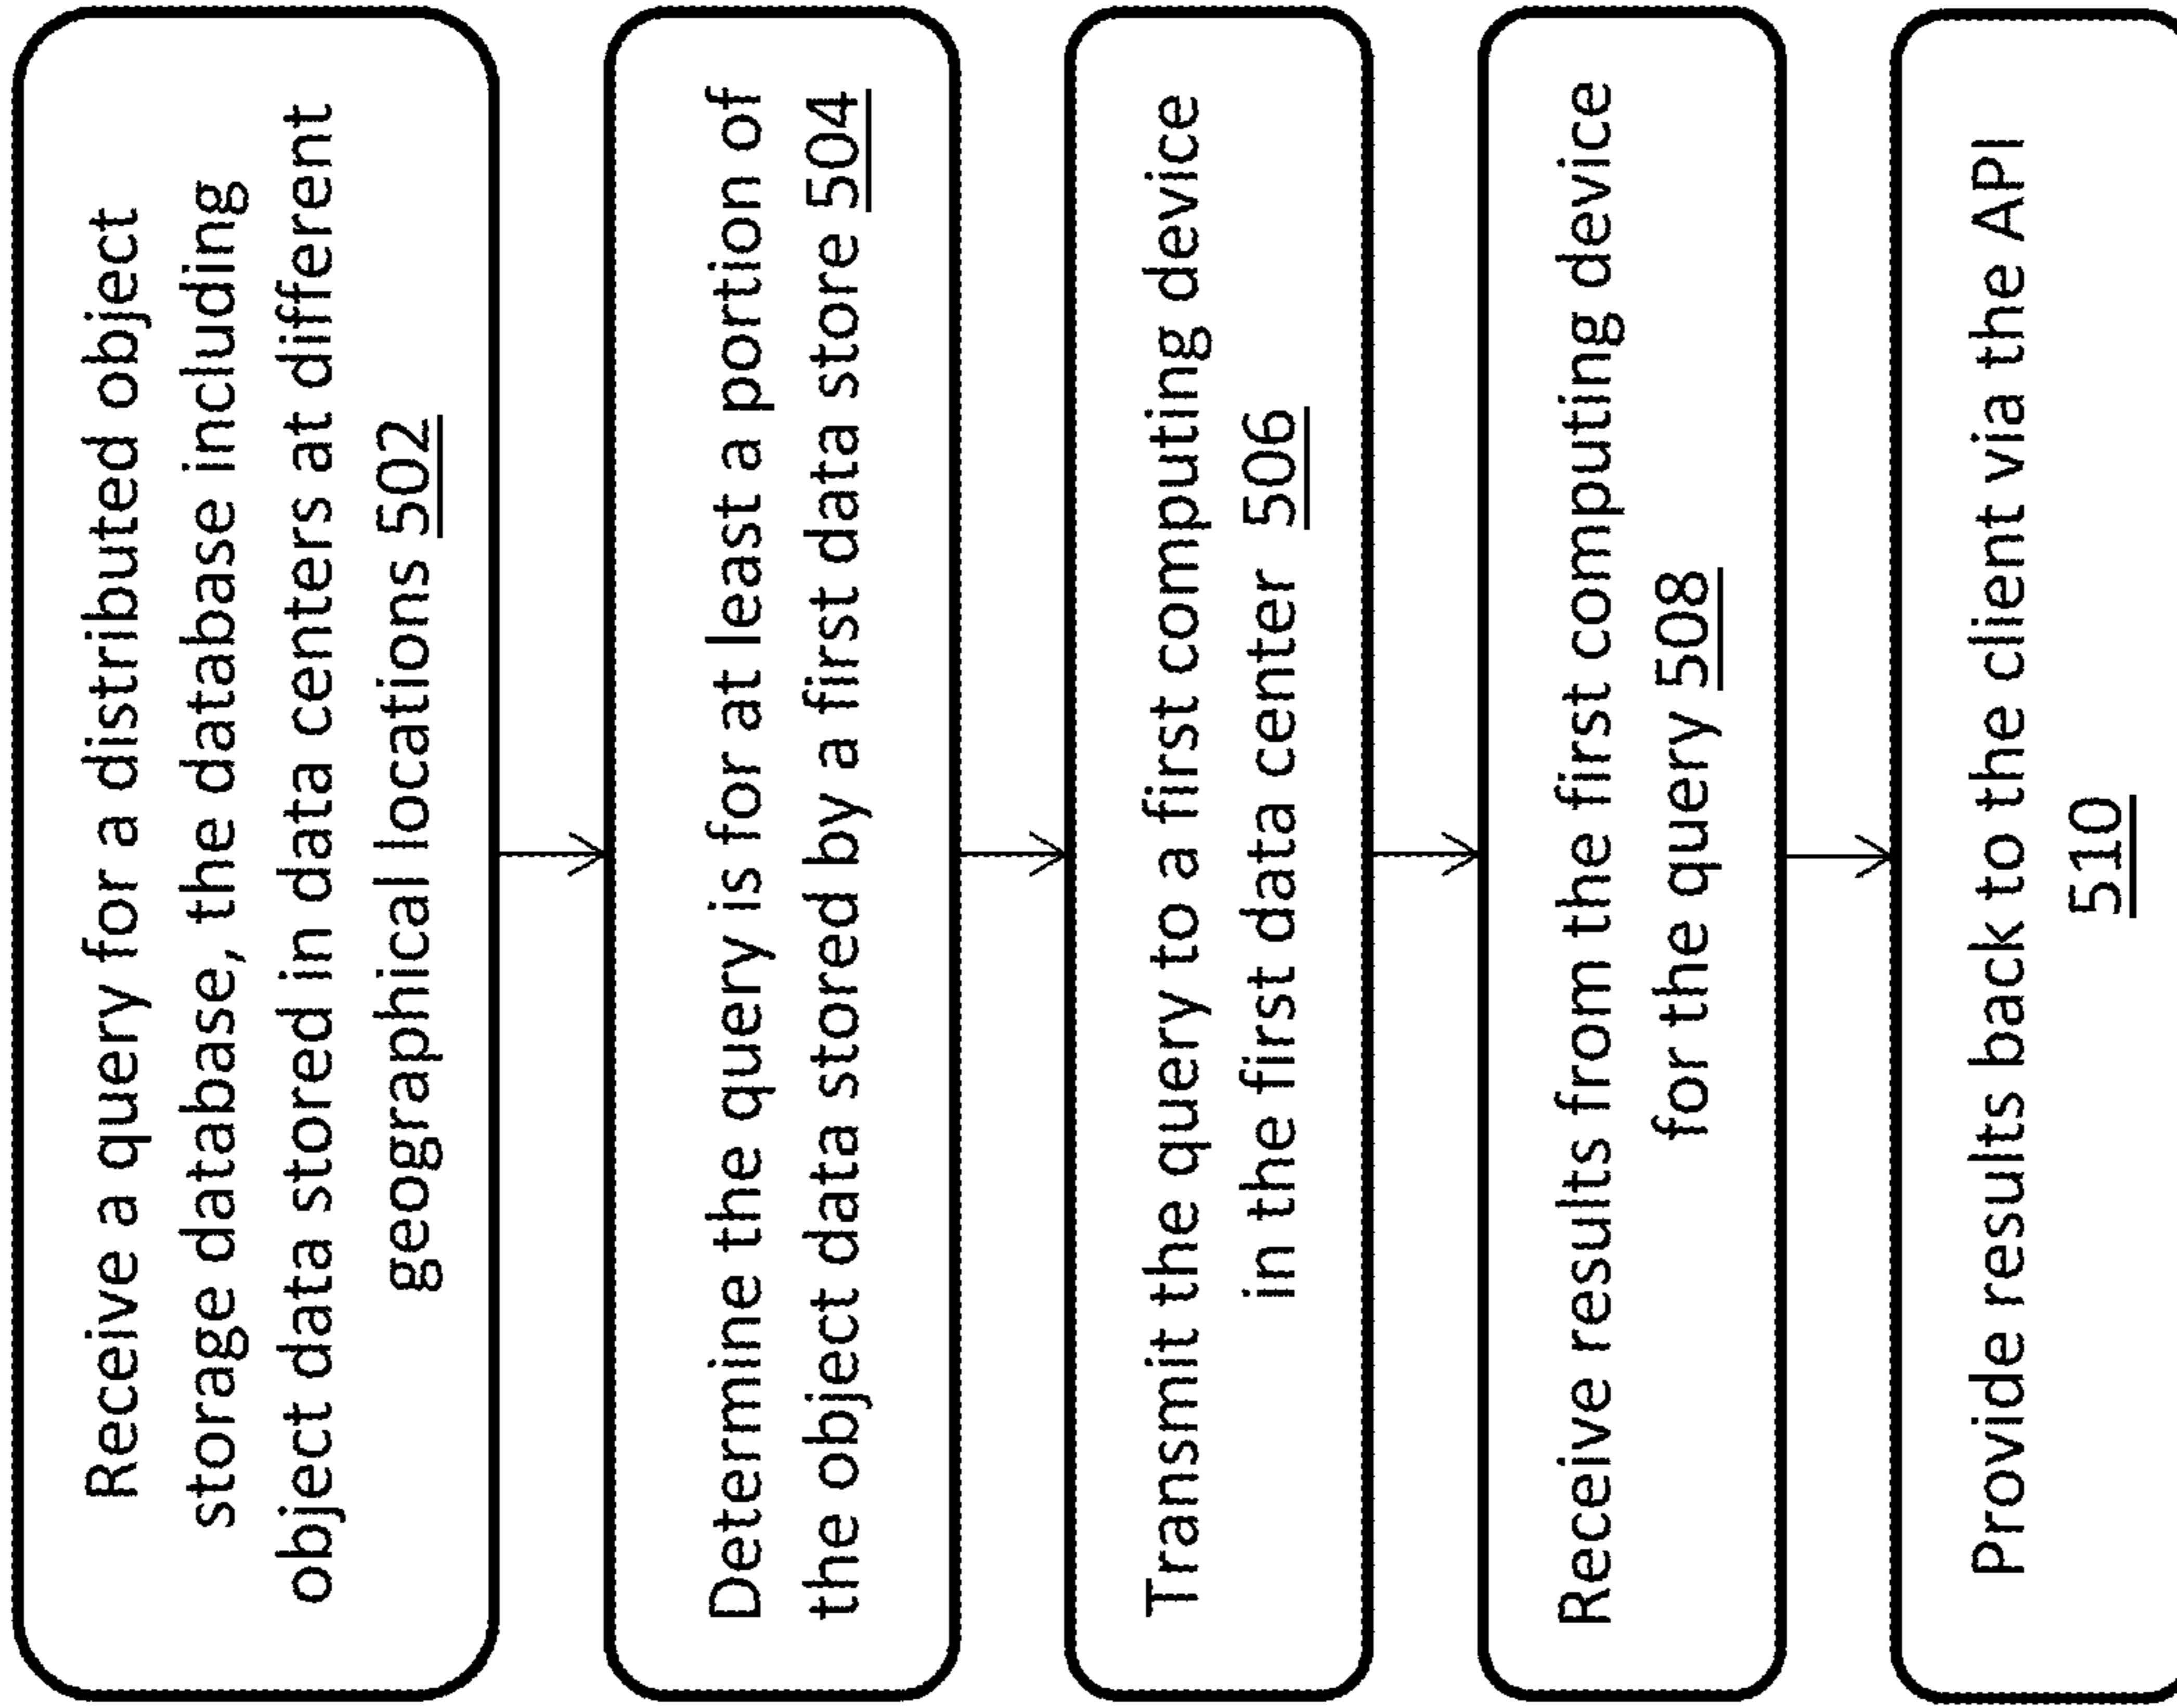 Receive a query for a distributed object
storage database, the database including
object data stored in data centers at different
geographical locations 502
Determine the query is for at least a portion of
the object data stored by a first data store 504
Transmit the query to a first computing device
in the first data center 506
Receive results from the first computing device
for the query 508
Provide results back to the client via the API
510